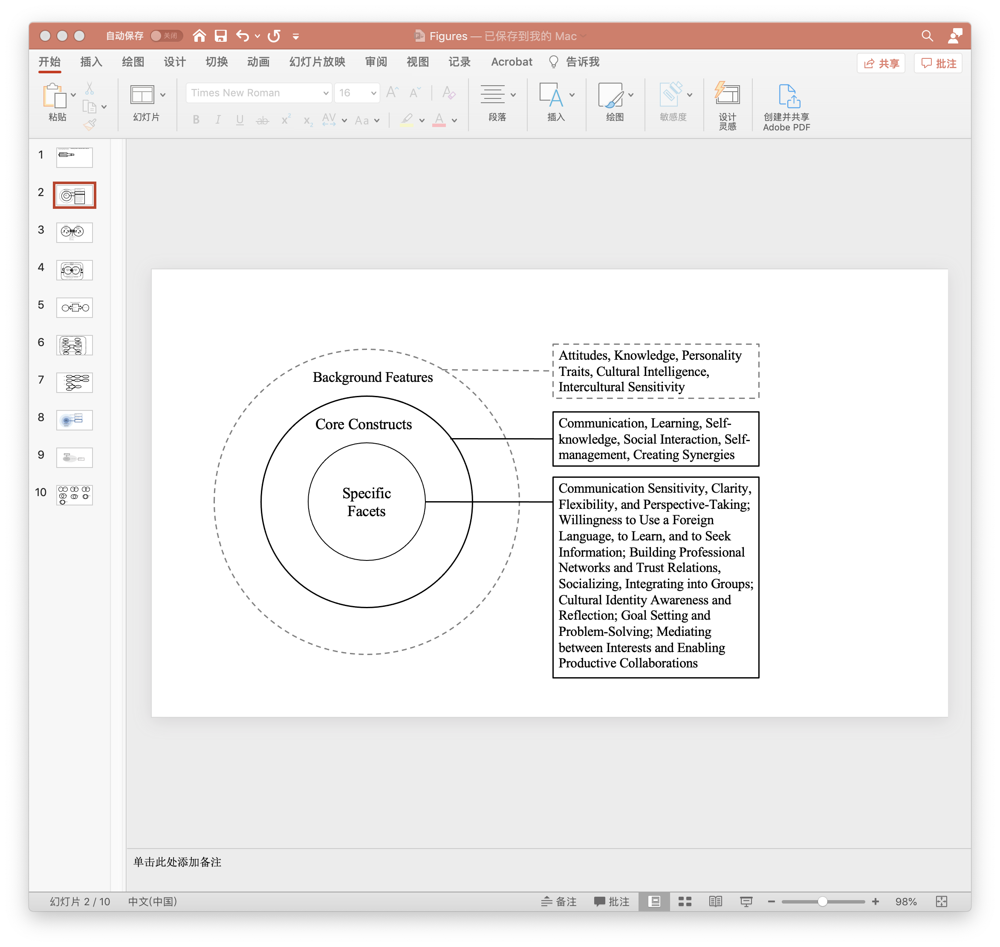 自动保存 关闭 Figures — 已保存到我的 Mac
开始 插入 绘图 设计 切换 动画 幻灯片放映 审阅 视图 记录 Acrobat 告诉我 共享 批注
粘贴
幻灯片
Times New Roman 16
B I U ab x² x₂ AV Aa A
段落
插入
绘图
敏感度
设计
灵感
创建并共享
Adobe PDF
1
2
3
4
5
6
7
8
9
10
Background Features
Core Constructs
Specific
Facets
Attitudes, Knowledge, Personality
Traits, Cultural Intelligence,
Intercultural Sensitivity
Communication, Learning, Self-
knowledge, Social Interaction, Self-
management, Creating Synergies
Communication Sensitivity, Clarity,
Flexibility, and Perspective-Taking;
Willingness to Use a Foreign
Language, to Learn, and to Seek
Information; Building Professional
Networks and Trust Relations,
Socializing, Integrating into Groups;
Cultural Identity Awareness and
Reflection; Goal Setting and
Problem-Solving; Mediating
between Interests and Enabling
Productive Collaborations
单击此处添加备注
幻灯片 2 / 10 中文(中国) 备注 批注 98%